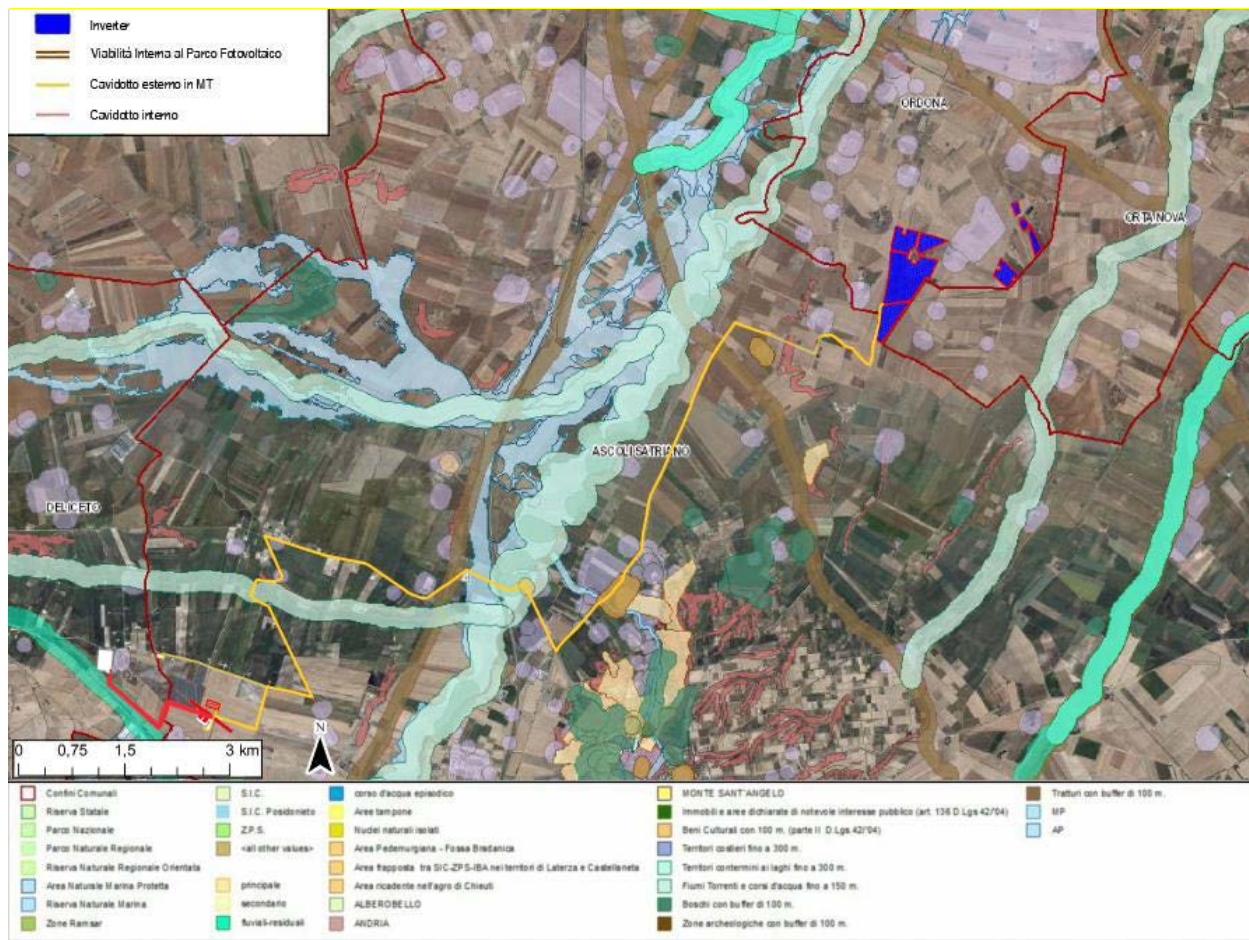 Inverter
Viabilità Interna al Parco Fotovoltaico
Cavidotto esterno in MT
Cavidotto interno
ORDONA
ORTA NOVA
ASCOLI SATRIANO
DELICETO
N
0 0,75 1,5 3 km
Confini Comunali
Riserva Statale
Parco Nazionale
Parco Naturale Regionale
Riserva Naturale Regionale Orientata
Area Naturale Marina Protetta
Riserva Naturale Marina
Zone Ramsar
S.I.C.
S.I.C. Posidonieto
Z.P.S.
<all other values>
principale
secondario
fluviali-residuali
corso d'acqua episodico
Aree tampone
Nuclei naturali isolati
Area Pedemurgiana - Fossa Bradanica
Area frapposta tra SIC-ZPS-IBA nei territori di Laterza e Castellaneta
Area ricadente nell'agro di Chieuti
ALBEROBELLO
ANDRIA
MONTE SANT'ANGELO
Immobili e aree dichiarate di notevole interesse pubblico (art. 136 D.Lgs 42/'04)
Beni Culturali con 100 m. (parte II D.Lgs.42/'04)
Territori costieri fino a 300 m.
Territori contermini ai laghi fino a 300 m.
Fiumi Torrenti e corsi d'acqua fino a 150 m.
Boschi con buffer di 100 m.
Zone archeologiche con buffer di 100 m.
Tratturi con buffer di 100 m.
MP
AP